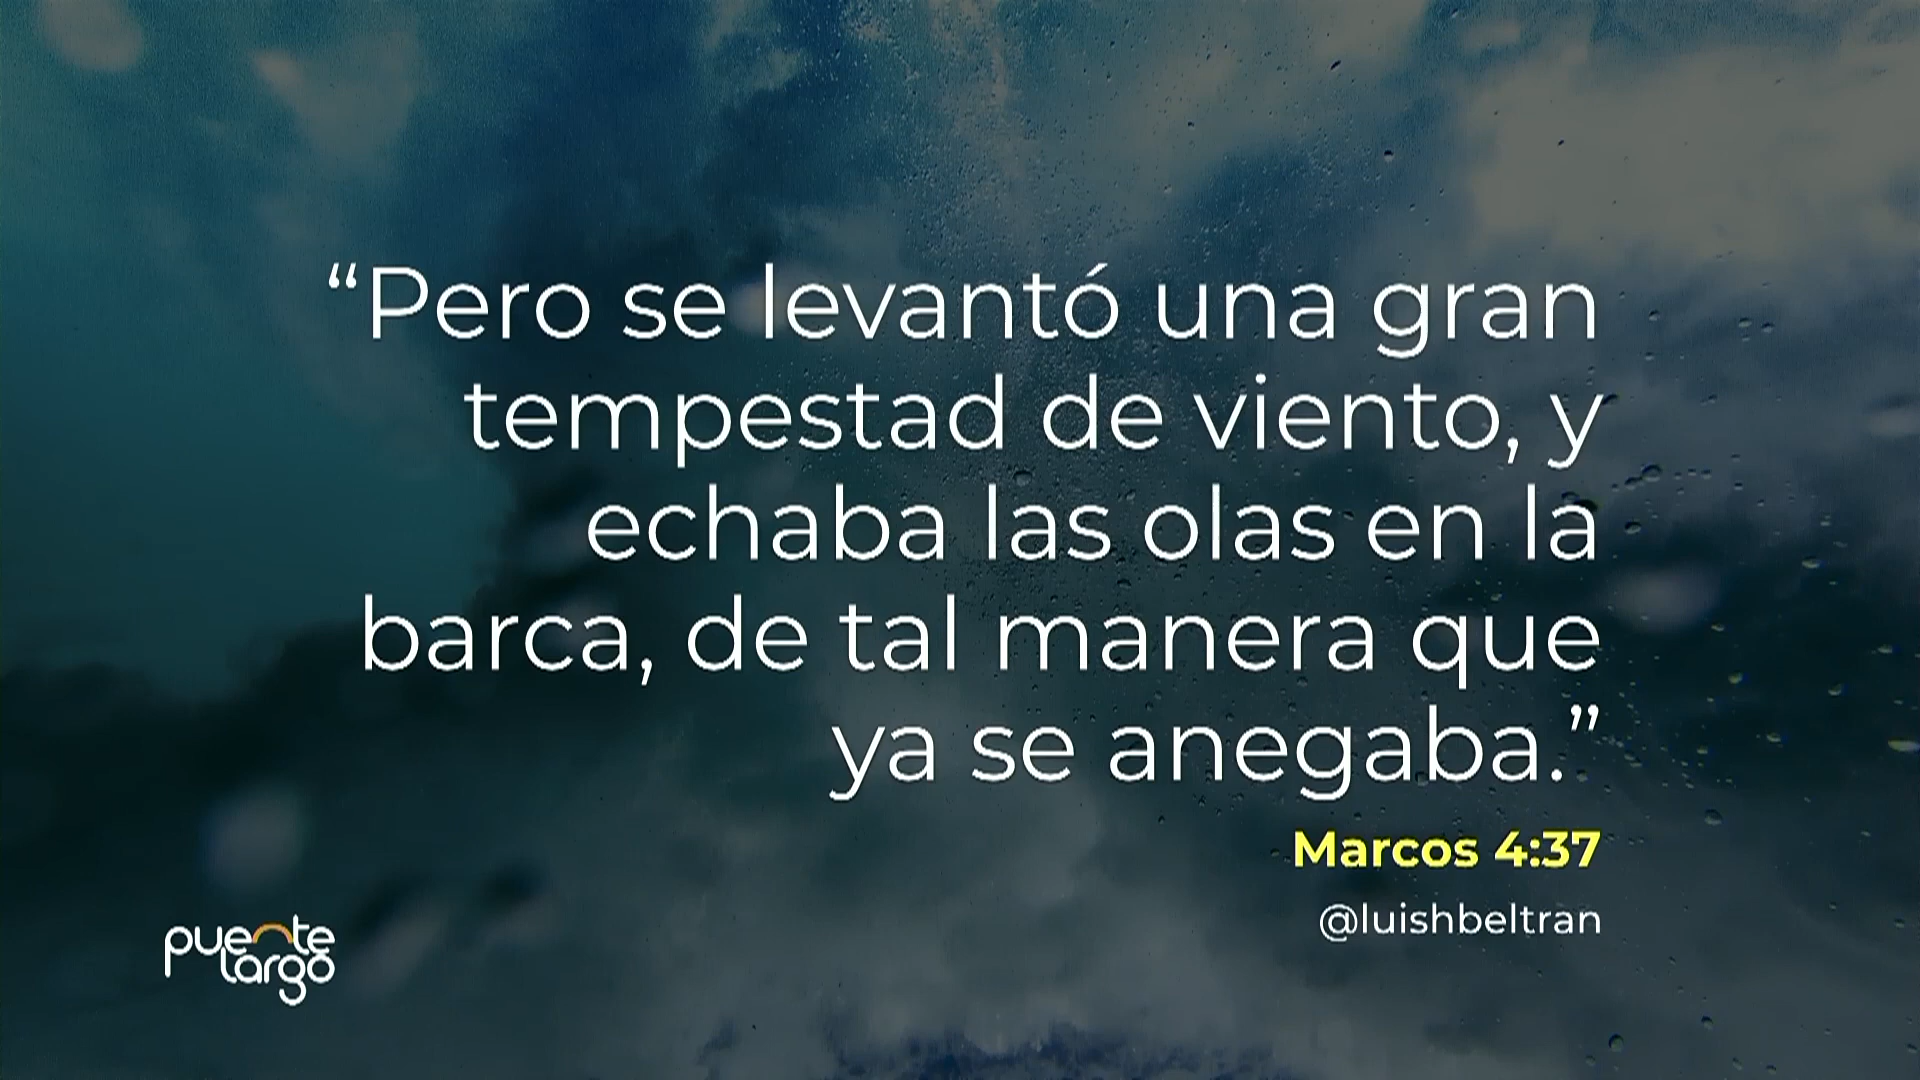 “Pero se levantó una gran
tempestad de viento, y
echaba las olas en la
barca, de tal manera que
ya se anegaba.”
Marcos 4:37
@luishbeltran
puente
largo